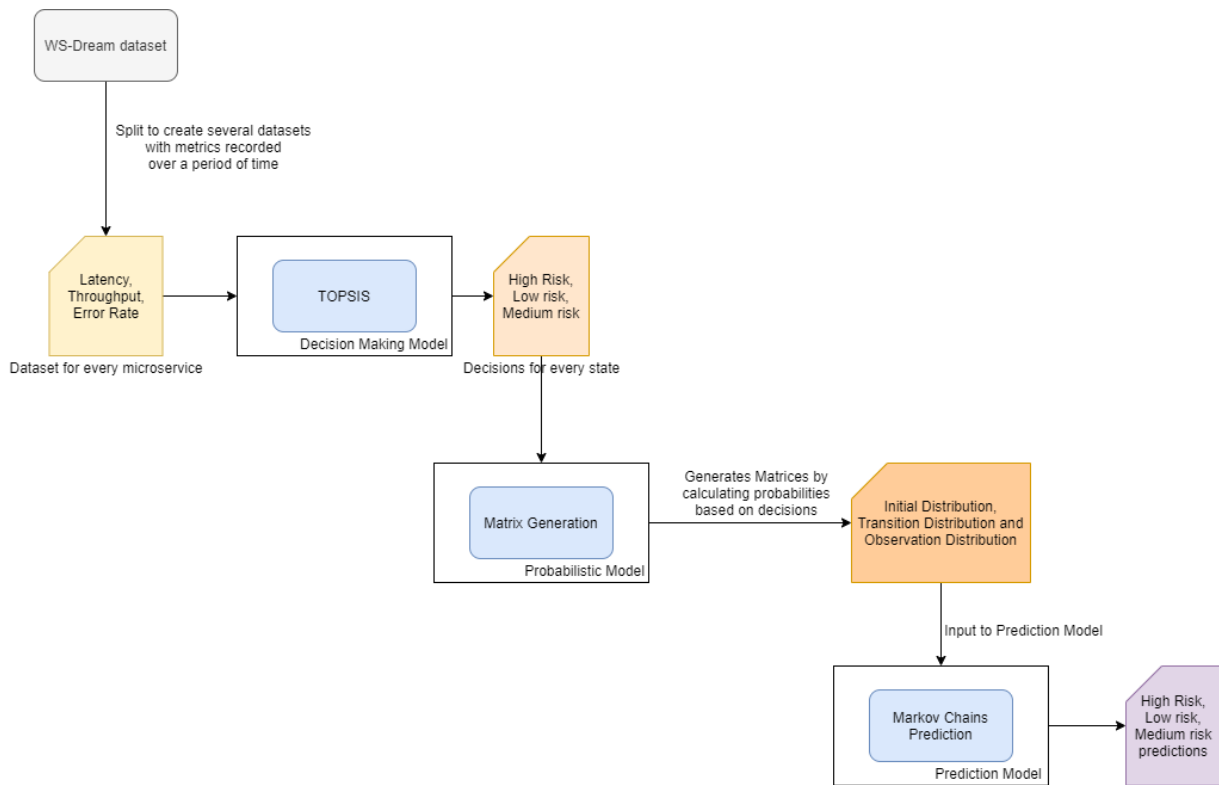 WS-Dream dataset
Split to create several datasets
with metrics recorded
over a period of time
Latency,
Throughput,
Error Rate
Dataset for every microservice
TOPSIS
Decision Making Model
High Risk,
Low risk,
Medium risk
Decisions for every state
Matrix Generation
Probabilistic Model
Generates Matrices by
calculating probabilities
based on decisions
Initial Distribution,
Transition Distribution and
Observation Distribution
Input to Prediction Model
Markov Chains
Prediction
Prediction Model
High Risk,
Low risk,
Medium risk
predictions